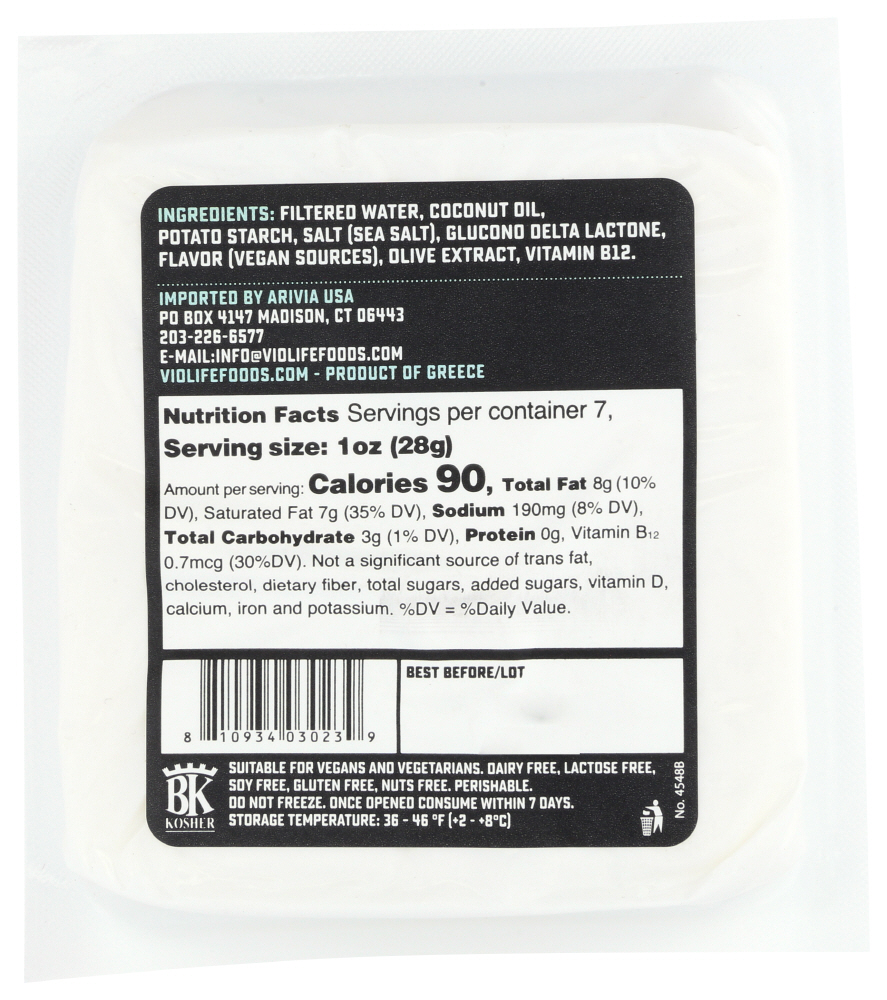 INGREDIENTS: FILTERED WATER, COCONUT OIL,
POTATO STARCH, SALT (SEA SALT), GLUCONO DELTA LACTONE,
FLAVOR (VEGAN SOURCES), OLIVE EXTRACT, VITAMIN B12.
IMPORTED BY ARIVIA USA
PO BOX 4147 MADISON, CT 06443
203-226-6577
E-MAIL:INFO@VIOLIFEFOODS.COM
VIOLIFEFOODS.COM - PRODUCT OF GREECE
Nutrition Facts Servings per container 7,
Serving size: 1oz (28g)
Amount per serving: Calories 90, Total Fat 8g (10%
DV), Saturated Fat 7g (35% DV), Sodium 190mg (8% DV),
Total Carbohydrate 3g (1% DV), Protein 0g, Vitamin B12
0.7mcg (30%DV). Not a significant source of trans fat,
cholesterol, dietary fiber, total sugars, added sugars, vitamin D,
calcium, iron and potassium. %DV = %Daily Value.
8 10934 03023 9
BEST BEFORE/LOT
BK
KOSHER
SUITABLE FOR VEGANS AND VEGETARIANS. DAIRY FREE, LACTOSE FREE,
SOY FREE, GLUTEN FREE, NUTS FREE. PERISHABLE.
DO NOT FREEZE. ONCE OPENED CONSUME WITHIN 7 DAYS.
STORAGE TEMPERATURE: 36 - 46 °F (+2 - +8°C)
No. 4548B